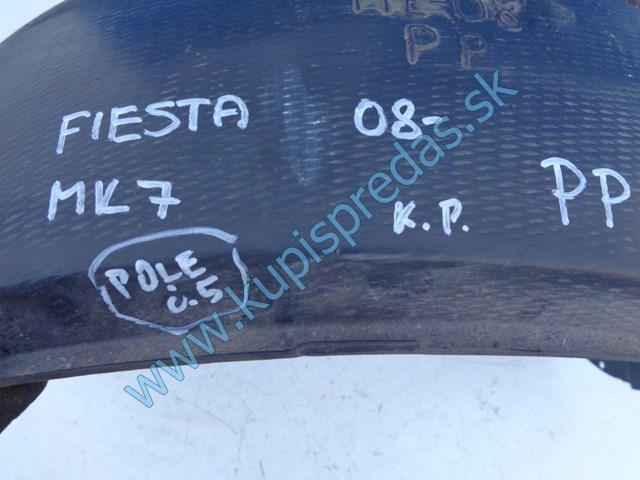 PP
FIESTA 08-
MK7 K.P. PP
POLE
č.5
www.kupispredas.sk